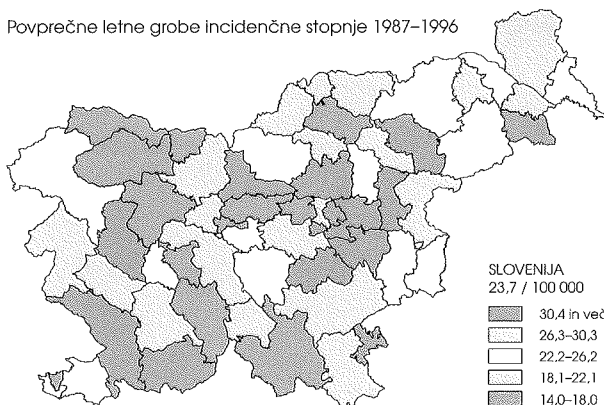 Povprečne letne grobe incidenčne stopnje 1987–1996
SLOVENIJA
23,7 / 100 000
30,4 in več
26,3–30,3
22,2–26,2
18,1–22,1
14,0–18,0